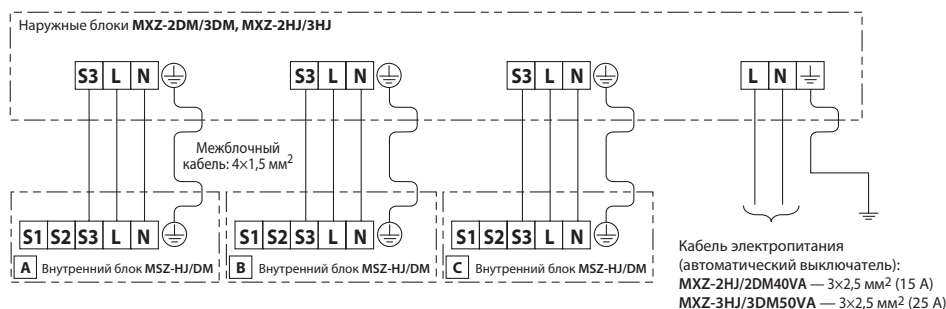 Наружные блоки MXZ-2DM/3DM, MXZ-2HJ/3HJ
S3 L N
S3 L N
S3 L N
L N
Межблочный
кабель: 4×1,5 мм²
S1 S2 S3 L N
S1 S2 S3 L N
S1 S2 S3 L N
A Внутренний блок MSZ-HJ/DM
B Внутренний блок MSZ-HJ/DM
C Внутренний блок MSZ-HJ/DM
Кабель электропитания
(автоматический выключатель):
MXZ-2HJ/2DM40VA — 3×2,5 мм² (15 А)
MXZ-3HJ/3DM50VA — 3×2,5 мм² (25 А)